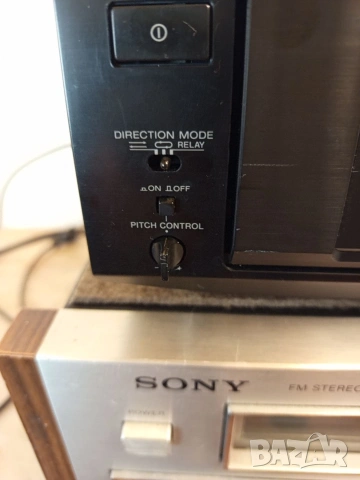 DIRECTION MODE
RELAY
ON OFF
PITCH CONTROL
SONY
FM STEREO
POWER
BAZAR